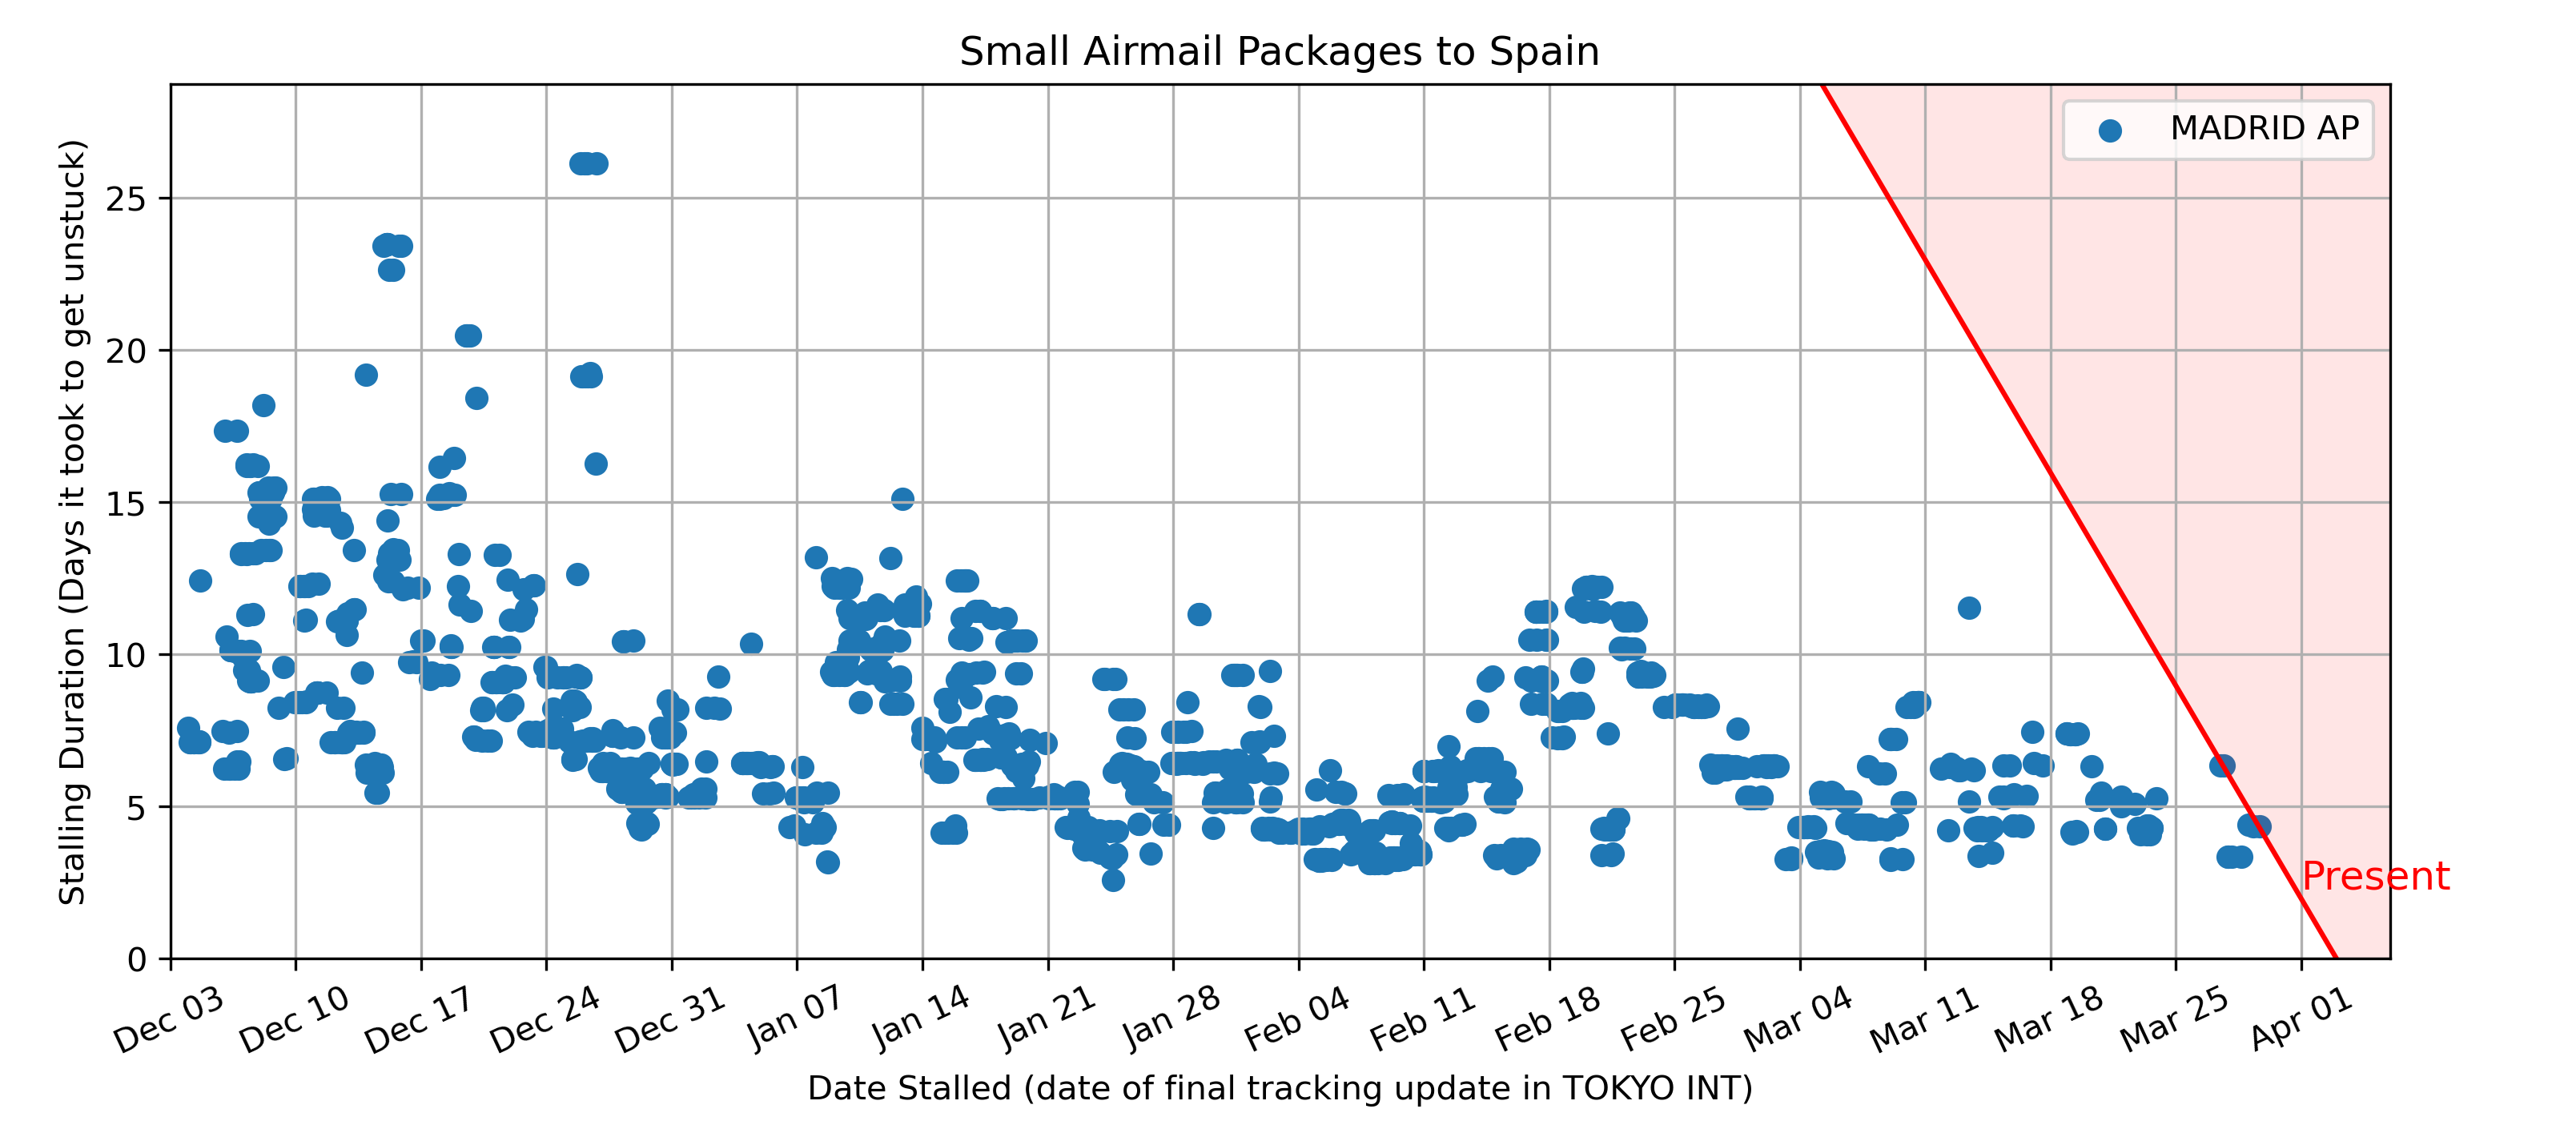 Small Airmail Packages to Spain
MADRID AP
Stalling Duration (Days it took to get unstuck)
25
20
15
10
5
0
Present
Dec 03
Dec 10
Dec 17
Dec 24
Dec 31
Jan 07
Jan 14
Jan 21
Jan 28
Feb 04
Feb 11
Feb 18
Feb 25
Mar 04
Mar 11
Mar 18
Mar 25
Apr 01
Date Stalled (date of final tracking update in TOKYO INT)